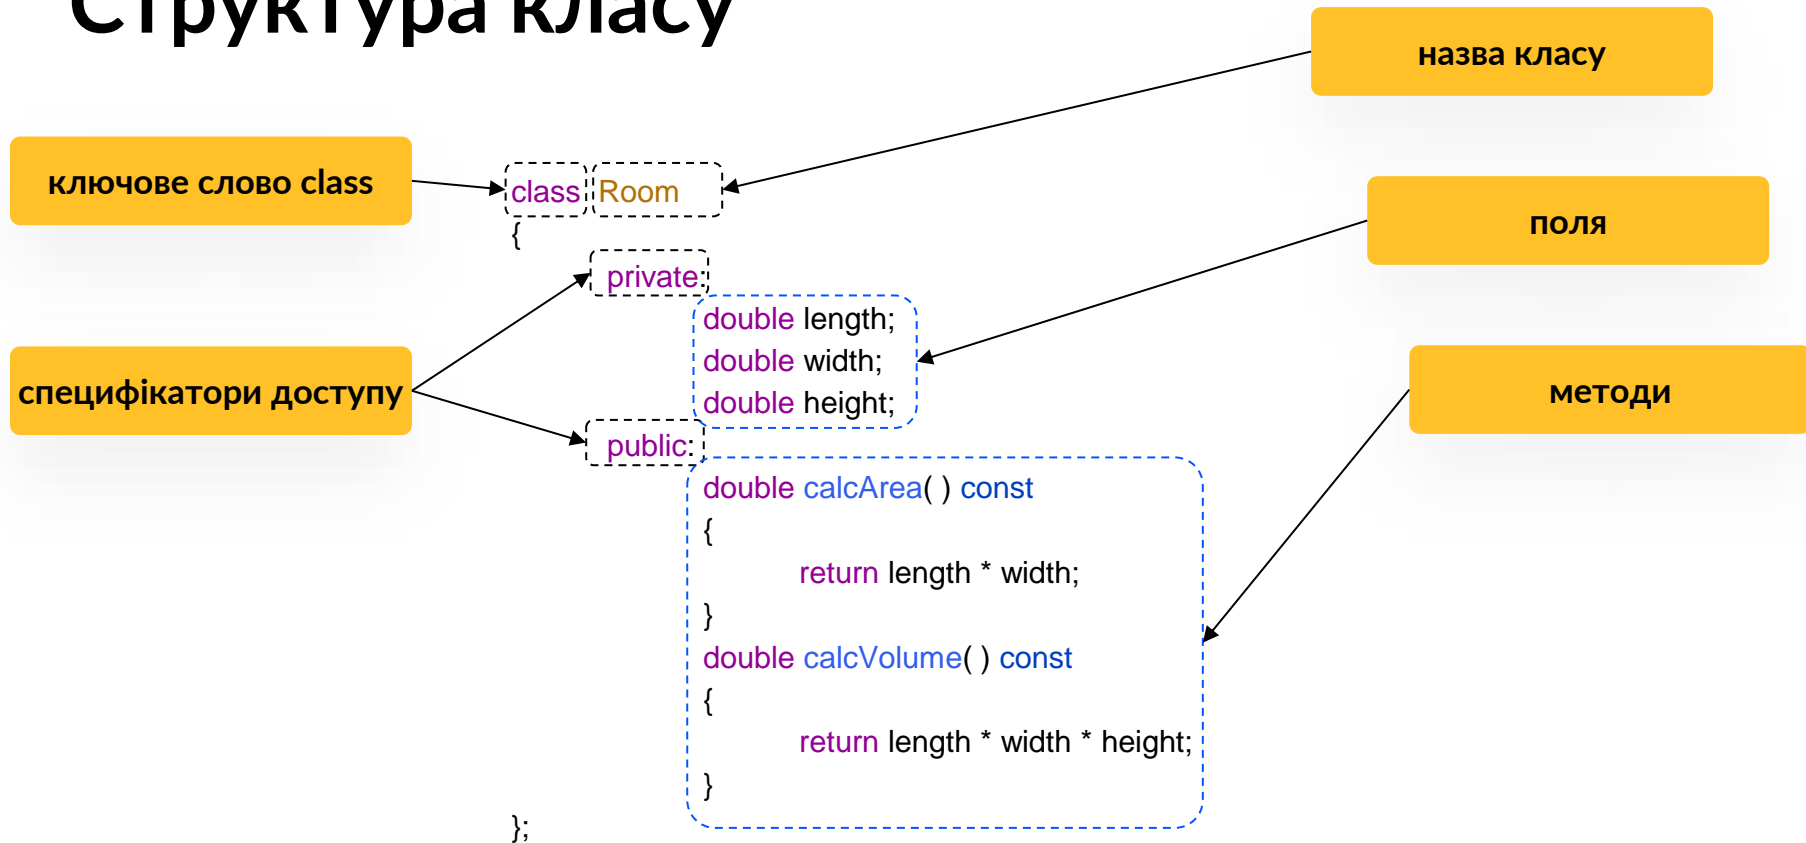 Структура класу
назва класу
ключове слово class
class Room
{
поля
private:
double length;
double width;
double height;
специфікатори доступу
методи
public:
double calcArea( ) const
{
return length * width;
}
double calcVolume( ) const
{
return length * width * height;
}
};